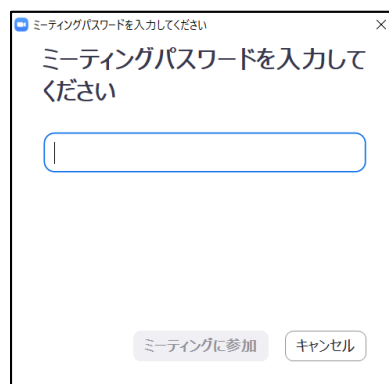 ミーティングパスワードを入力してください
ミーティングパスワードを入力して
ください
ミーティングに参加 キャンセル